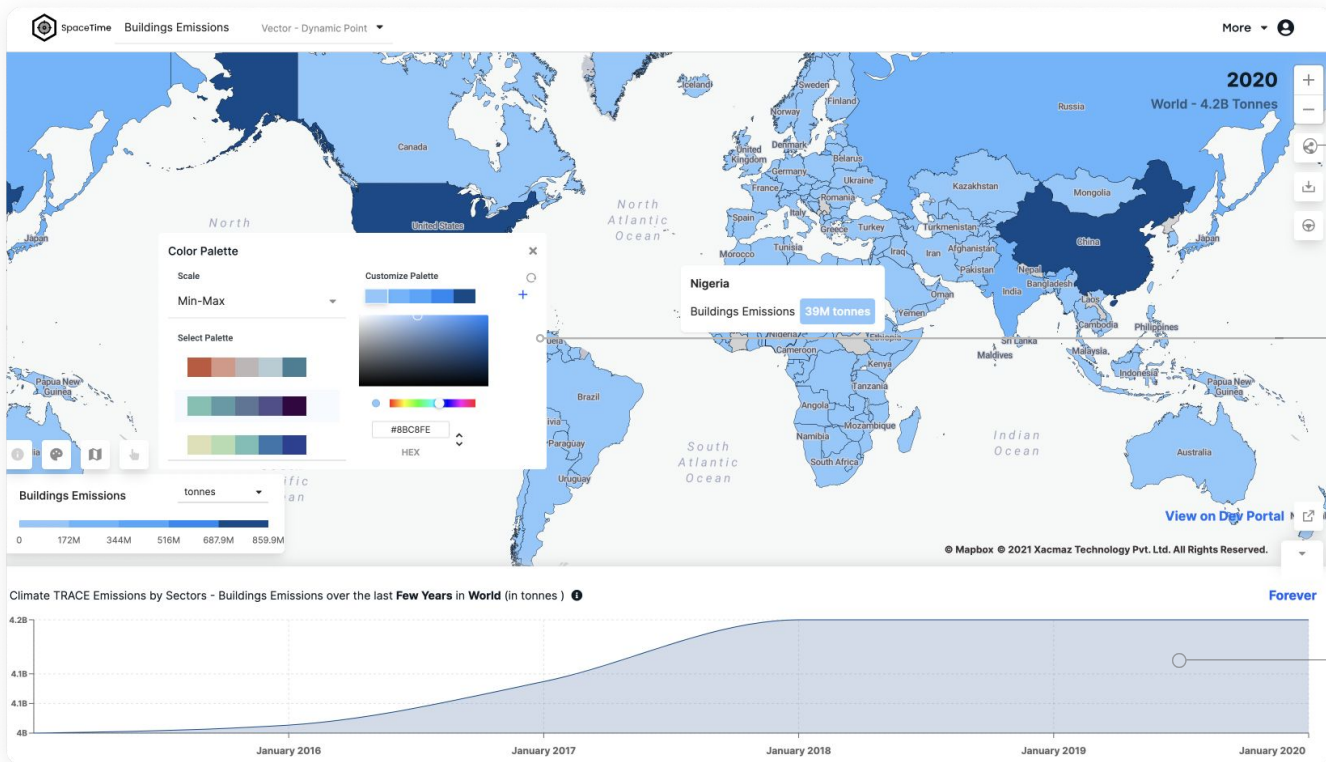 SpaceTime
Buildings Emissions
Vector - Dynamic Point
More
2020
World - 4.2B Tonnes
Iceland
Sweden
Finland
Norway
Russia
Canada
United Kingdom
Denmark
Belarus
Germany
Ukraine
France
Romania
Kazakhstan
Mongolia
North
Japan
United States
North
Atlantic
Ocean
Spain
Italy
Greece
Turkey
Turkmenistan
China
Japan
Morocco
Tunisia
Iraq
Iran
Afghanistan
Pakistan
Nepal
Bangladesh
India
Oman
Yemen
Laos
Cambodia
Philippines
Sri Lanka
Maldives
Malaysia
Indonesia
Papua New
Guinea
Color Palette
Scale
Min-Max
Select Palette
Customize Palette
#8BC8FE
HEX
Nigeria
Buildings Emissions 39M tonnes
uela
Nigeria
Ethiopia
Cameroon
Kenya
Tanzania
Papua New
Guinea
Brazil
Angola
Mozambique
Namibia
South Africa
ivia
Paraguay
Uruguay
South
Atlantic
Ocean
Indian
Ocean
Australia
ia
ific
an
Buildings Emissions
tonnes
0 172M 344M 516M 687.9M 859.9M
View on Dev Portal
© Mapbox © 2021 Xacmaz Technology Pvt. Ltd. All Rights Reserved.
Climate TRACE Emissions by Sectors - Buildings Emissions over the last Few Years in World (in tonnes )
Forever
4.2B
4.1B
4.1B
4B
January 2016 January 2017 January 2018 January 2019 January 2020